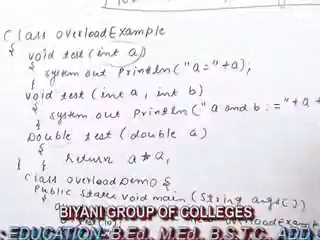 Class overloadExample
{
void test(int a)
{
system out println("a="+a);
}
void test(int a, int b)
{
system out println("a and b:="+a +
}
Double test(double a)
{
return a*a,
} }
Class overloadDemo {
Public static void main (String args[])
BIYANI GROUP OF COLLEGES
EDUCATION: B.Ed. M.Ed. B.S.T.C. ADD